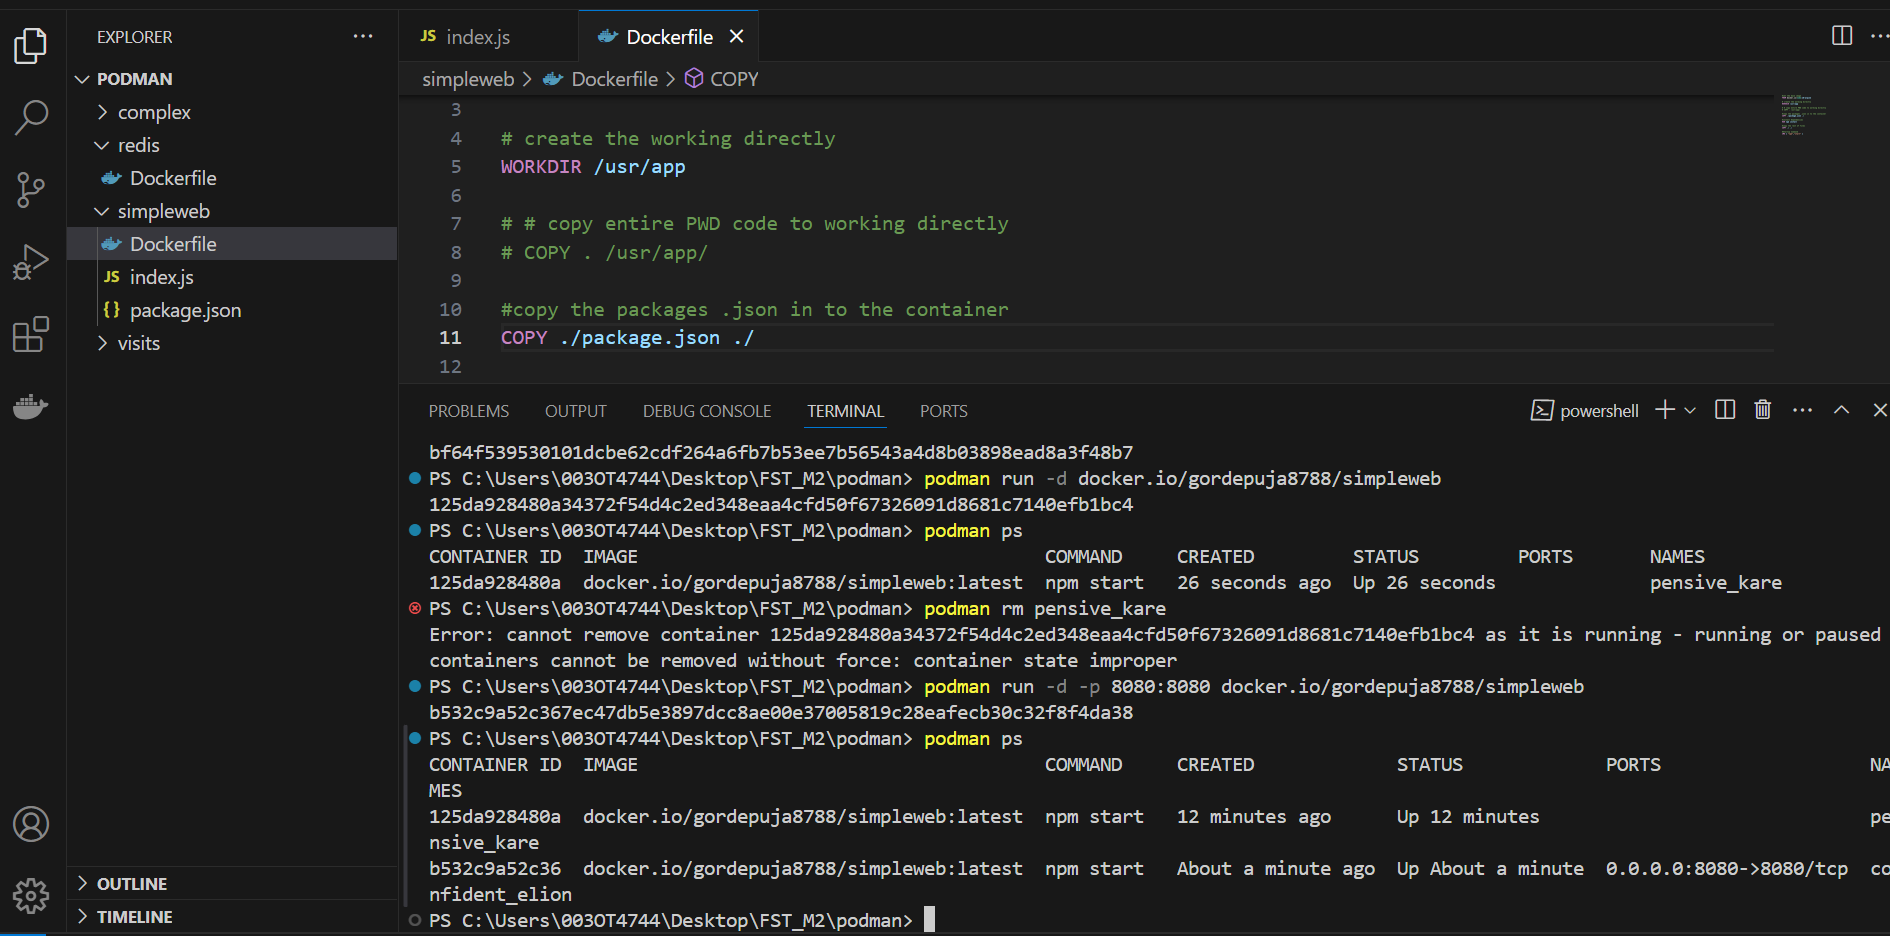 EXPLORER
PODMAN
complex
redis
Dockerfile
simpleweb
Dockerfile
JS index.js
{} package.json
visits
OUTLINE
TIMELINE
JS index.js
Dockerfile
simpleweb > Dockerfile > COPY
3
4 # create the working directly
5 WORKDIR /usr/app
6
7 # # copy entire PWD code to working directly
8 # COPY . /usr/app/
9
10 #copy the packages .json in to the container
11 COPY ./package.json ./
12
PROBLEMS OUTPUT DEBUG CONSOLE TERMINAL PORTS
powershell
bf64f539530101dcbe62cdf264a6fb7b53ee7b56543a4d8b03898ead8a3f48b7
PS C:\Users\003OT4744\Desktop\FST_M2\podman> podman run -d docker.io/gordepuja8788/simpleweb
125da928480a34372f54d4c2ed348eaa4cfd50f67326091d8681c7140efb1bc4
PS C:\Users\003OT4744\Desktop\FST_M2\podman> podman ps
CONTAINER ID IMAGE COMMAND CREATED STATUS PORTS NAMES
125da928480a docker.io/gordepuja8788/simpleweb:latest npm start 26 seconds ago Up 26 seconds pensive_kare
PS C:\Users\003OT4744\Desktop\FST_M2\podman> podman rm pensive_kare
Error: cannot remove container 125da928480a34372f54d4c2ed348eaa4cfd50f67326091d8681c7140efb1bc4 as it is running - running or paused
containers cannot be removed without force: container state improper
PS C:\Users\003OT4744\Desktop\FST_M2\podman> podman run -d -p 8080:8080 docker.io/gordepuja8788/simpleweb
b532c9a52c367ec47db5e3897dcc8ae00e37005819c28eafecb30c32f8f4da38
PS C:\Users\003OT4744\Desktop\FST_M2\podman> podman ps
CONTAINER ID IMAGE COMMAND CREATED STATUS PORTS NA
MES
125da928480a docker.io/gordepuja8788/simpleweb:latest npm start 12 minutes ago Up 12 minutes pe
nsive_kare
b532c9a52c36 docker.io/gordepuja8788/simpleweb:latest npm start About a minute ago Up About a minute 0.0.0.0:8080->8080/tcp co
nfident_elion
PS C:\Users\003OT4744\Desktop\FST_M2\podman>